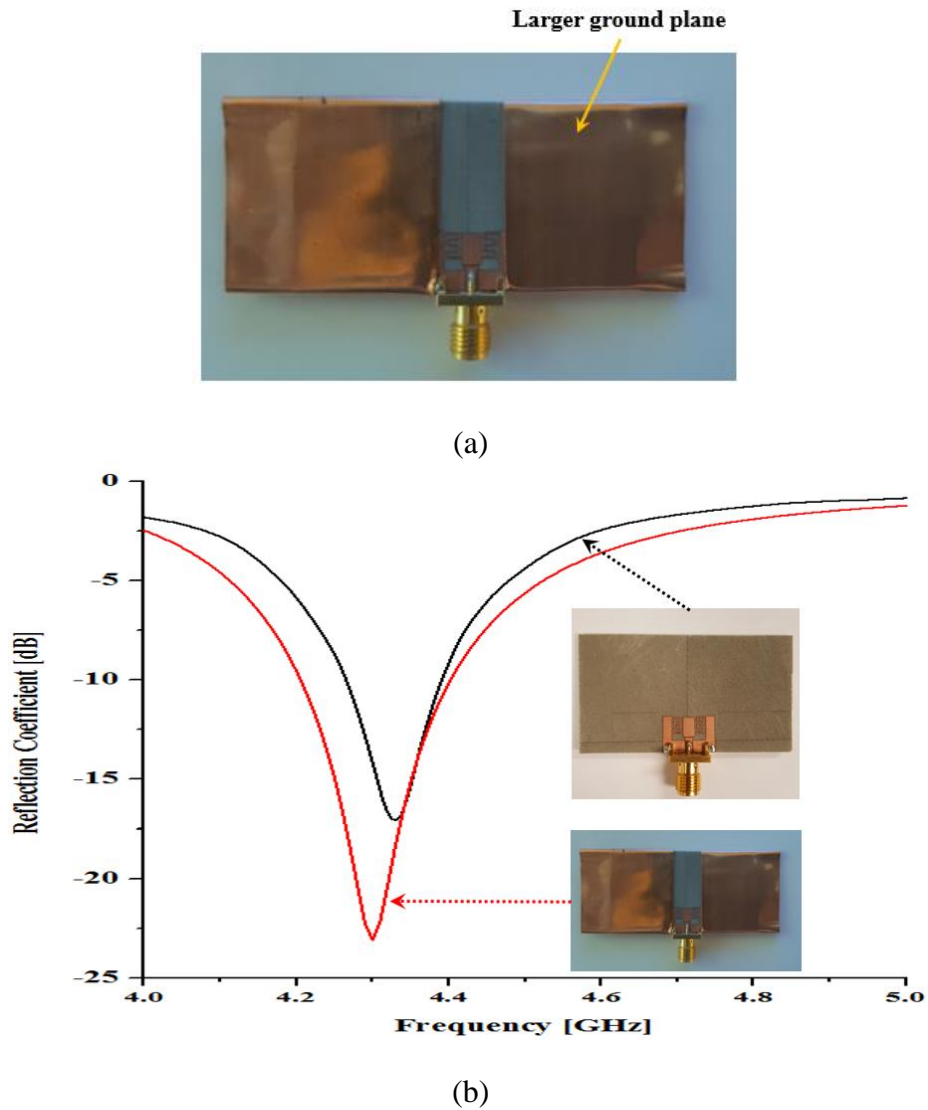 Larger ground plane
(a)
0
-5
-10
-15
-20
-25
Reflection Coefficient [dB]
4.0
4.2
4.4
4.6
4.8
5.0
Frequency [GHz]
(b)